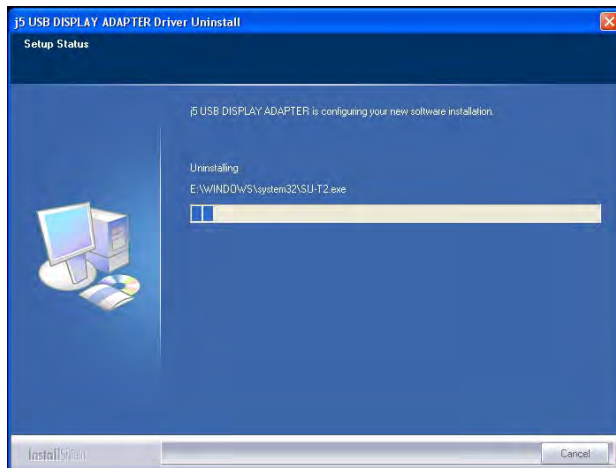 j5 USB DISPLAY ADAPTER Driver Uninstall
Setup Status
j5 USB DISPLAY ADAPTER is configuring your new software installation.
Uninstalling
E:\WINDOWS\system32\SU-T2.exe
InstallShield
Cancel